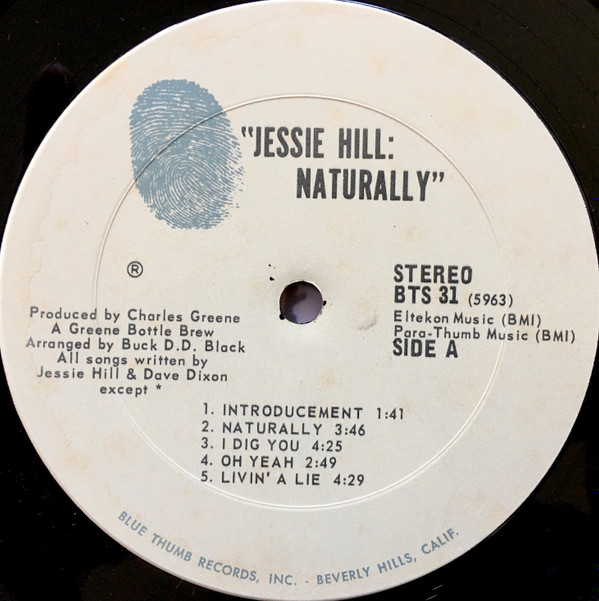 "JESSIE HILL:
NATURALLY"
®
STEREO
BTS 31 (5963)
Eltekon Music (BMI)
Para-Thumb Music (BMI)
SIDE A
Produced by Charles Greene
A Greene Bottle Brew
Arranged by Buck D.D. Black
All songs written by
Jessie Hill & Dave Dixon
except *
1. INTRODUCEMENT 1:41
2. NATURALLY 3:46
3. I DIG YOU 4:25
4. OH YEAH 2:49
5. LIVIN' A LIE 4:29
BLUE THUMB RECORDS, INC. - BEVERLY HILLS, CALIF.